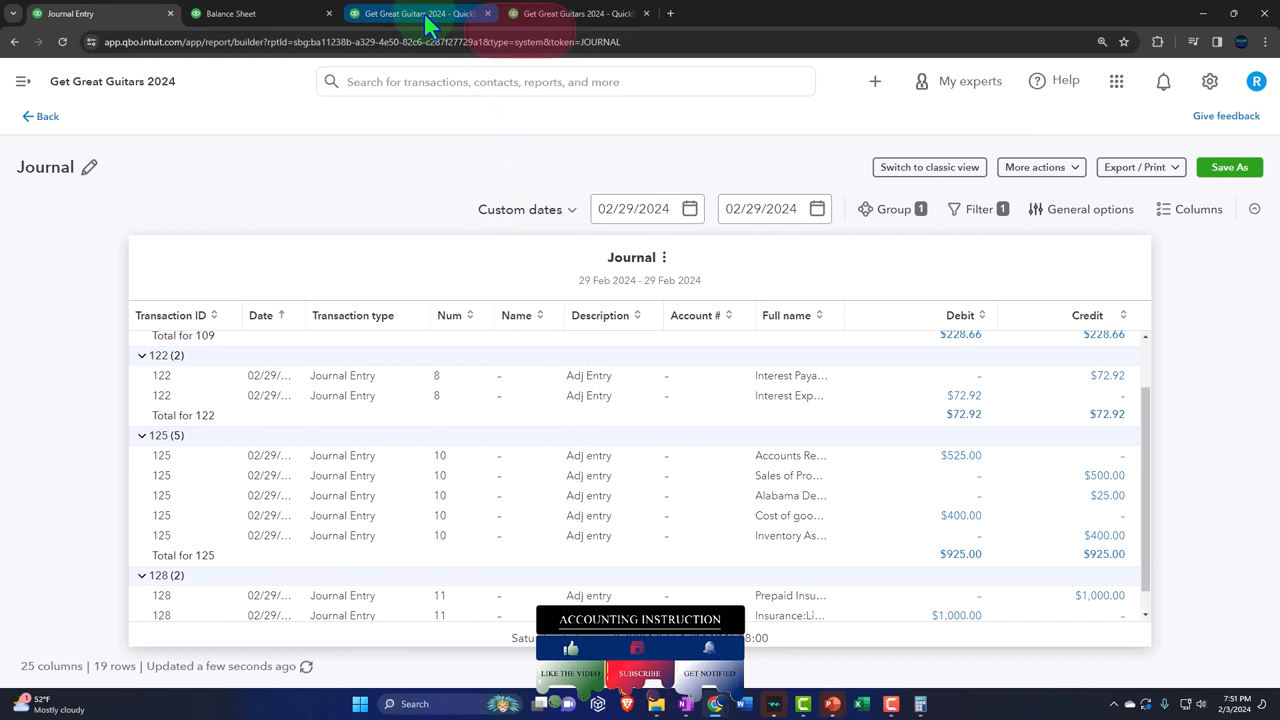 Journal Entry
Balance Sheet
Get Great Guitars 2024 - Quick
Get Great Guitars 2024 - Quick
app.qbo.intuit.com/app/report/builder?rptId=sbg:ba11238b-a329-4e50-82c6-c287f27729a1&type=system&token=JOURNAL
Get Great Guitars 2024
Search for transactions, contacts, reports, and more
My experts
Help
R
Back
Give feedback
Journal
Switch to classic view
More actions
Export / Print
Save As
Custom dates
02/29/2024
02/29/2024
Group 1
Filter 1
General options
Columns
Journal
29 Feb 2024 - 29 Feb 2024
Transaction ID Date Transaction type Num Name Description Account # Full name Debit Credit
Total for 109 $228.66 $228.66
122 (2)
122 02/29/... Journal Entry 8 - Adj Entry - Interest Paya... - $72.92
122 02/29/... Journal Entry 8 - Adj Entry - Interest Exp... $72.92 -
Total for 122 $72.92 $72.92
125 (5)
125 02/29/... Journal Entry 10 - Adj entry - Accounts Re... $525.00 -
125 02/29/... Journal Entry 10 - Adj entry - Sales of Pro... - $500.00
125 02/29/... Journal Entry 10 - Adj entry - Alabama De... - $25.00
125 02/29/... Journal Entry 10 - Adj entry - Cost of goo... $400.00 -
125 02/29/... Journal Entry 10 - Adj entry - Inventory As... - $400.00
Total for 125 $925.00 $925.00
128 (2)
128 02/29/... Journal Entry 11 - Adj entry - Prepaid Insu... - $1,000.00
128 02/29/... Journal Entry 11 Insurance:Li... $1,000.00 -
ACCOUNTING INSTRUCTION
LIKE THE VIDEO
SUBSCRIBE
GET NOTIFIED
25 columns | 19 rows | Updated a few seconds ago
52°F
Mostly cloudy
Search
7:51 PM
2/3/2024